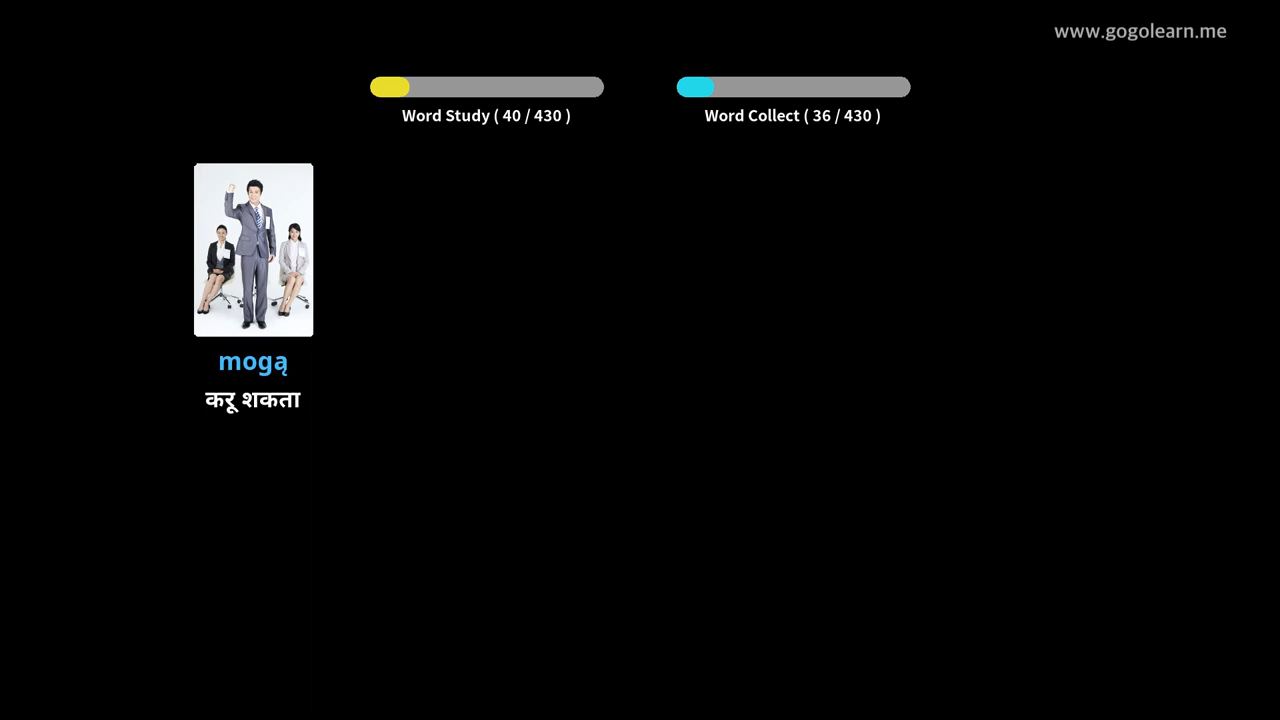 www.gogolearn.me
Word Study ( 40 / 430 )
Word Collect ( 36 / 430 )
mogą
करू शकता